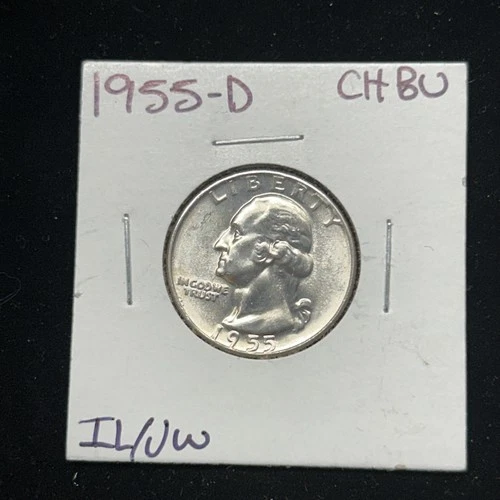 1955-D CH BU
LIBERTY
IN GOD WE
TRUST
1955
IL/UW